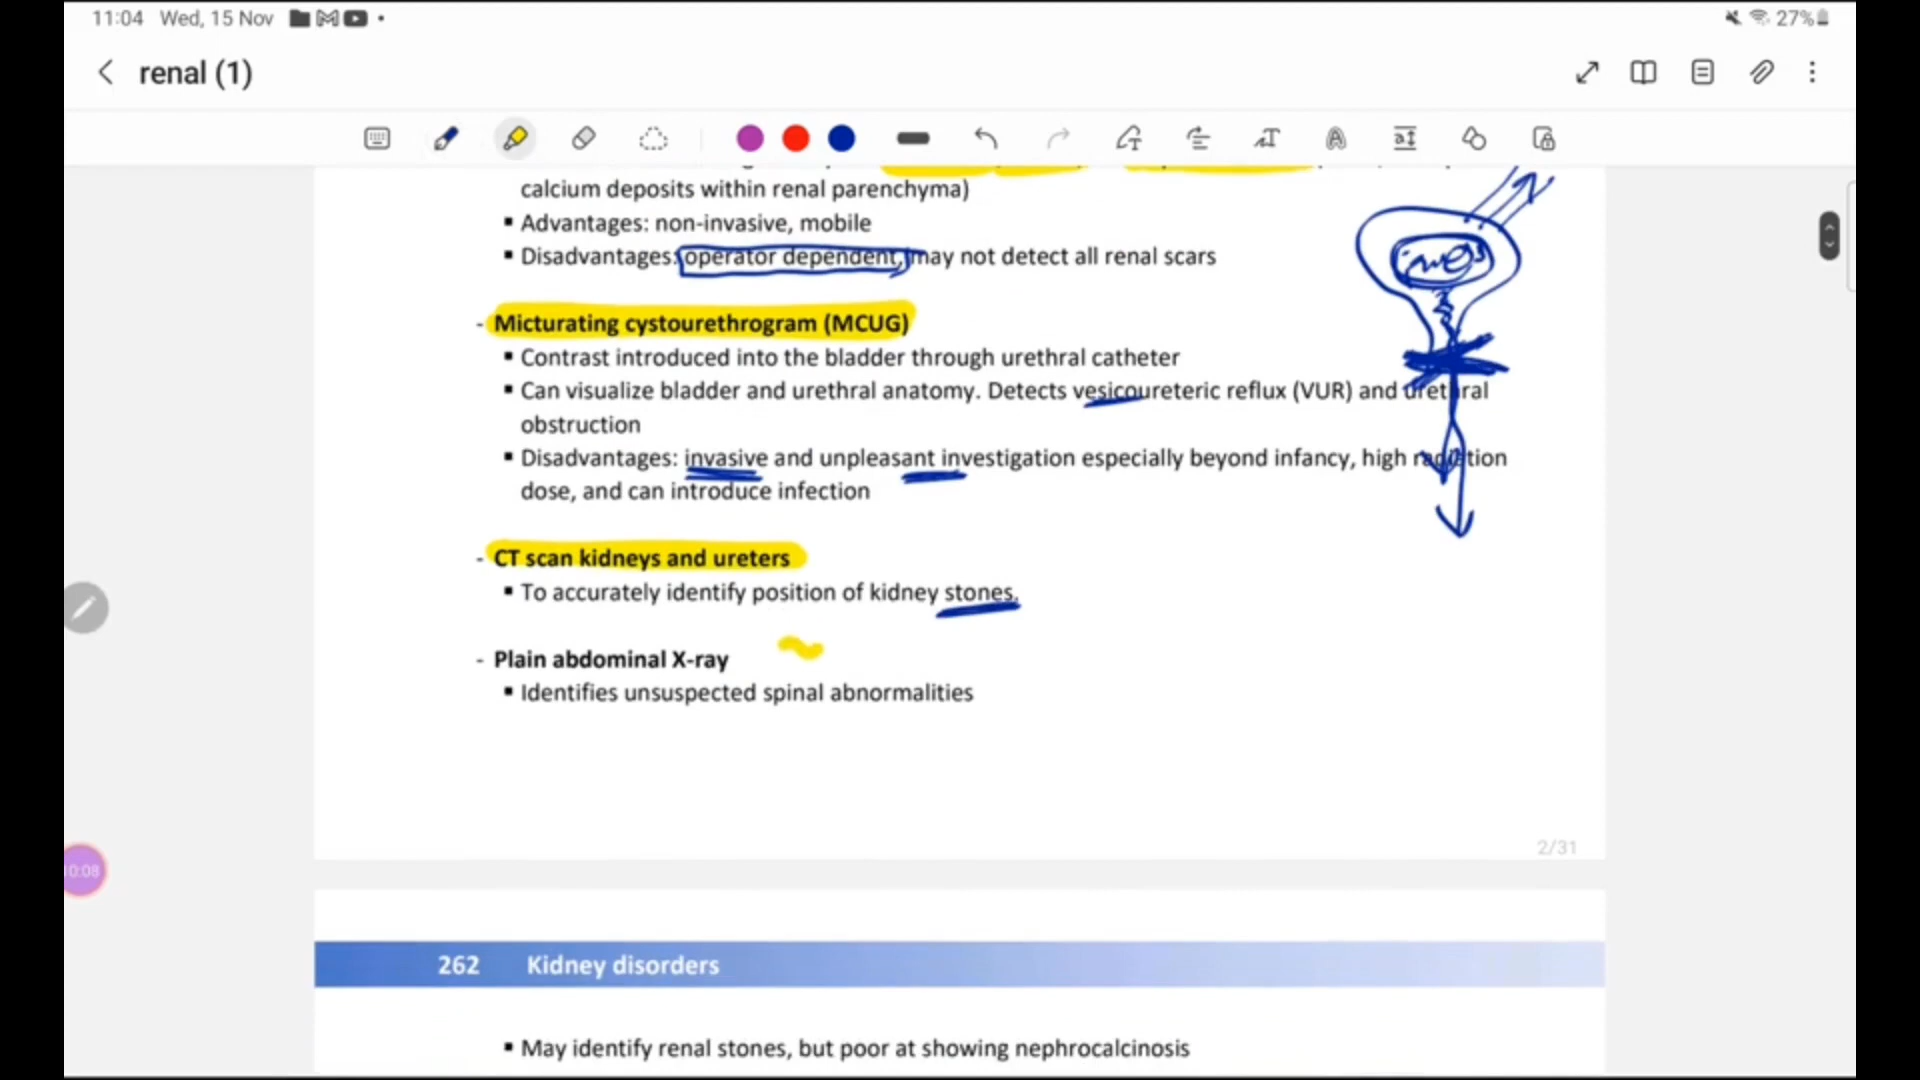 11:04 Wed, 15 Nov
27%
renal (1)
calcium deposits within renal parenchyma)
▪ Advantages: non-invasive, mobile
▪ Disadvantages: operator dependent, may not detect all renal scars
- Micturating cystourethrogram (MCUG)
▪ Contrast introduced into the bladder through urethral catheter
▪ Can visualize bladder and urethral anatomy. Detects vesicoureteric reflux (VUR) and urethral
obstruction
▪ Disadvantages: invasive and unpleasant investigation especially beyond infancy, high radiation
dose, and can introduce infection
- CT scan kidneys and ureters
▪ To accurately identify position of kidney stones.
- Plain abdominal X-ray
▪ Identifies unsuspected spinal abnormalities
2/31
10:08
262 Kidney disorders
▪ May identify renal stones, but poor at showing nephrocalcinosis